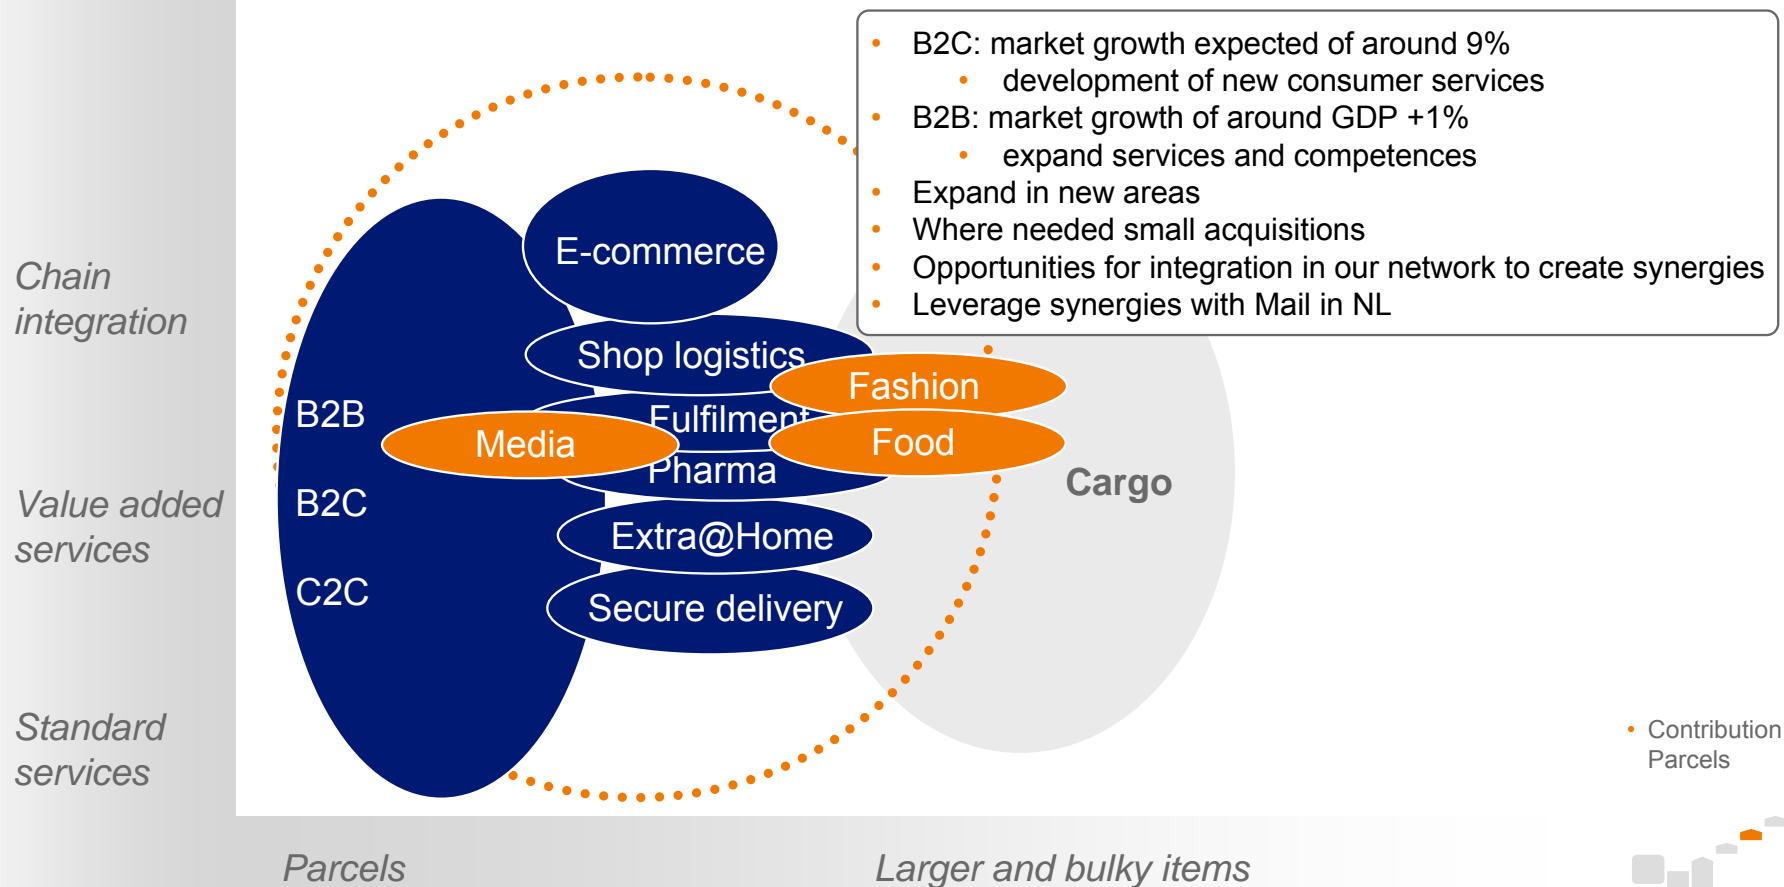 • B2C: market growth expected of around 9%
• development of new consumer services
• B2B: market growth of around GDP +1%
• expand services and competences
• Expand in new areas
• Where needed small acquisitions
• Opportunities for integration in our network to create synergies
• Leverage synergies with Mail in NL
Chain
integration
Value added
services
Standard
services
B2B
B2C
C2C
E-commerce
Shop logistics
Fashion
Fulfilment
Media
Food
Pharma
Extra@Home
Secure delivery
Cargo
• Contribution
Parcels
Parcels
Larger and bulky items